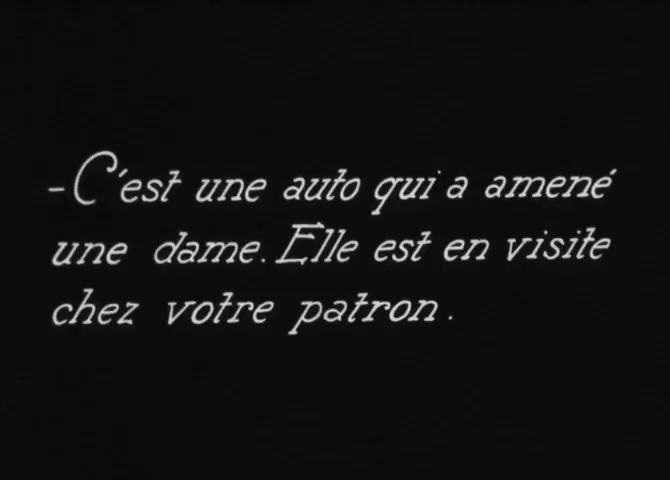 -C'est une auto qui a amené
une dame. Elle est en visite
chez votre patron.